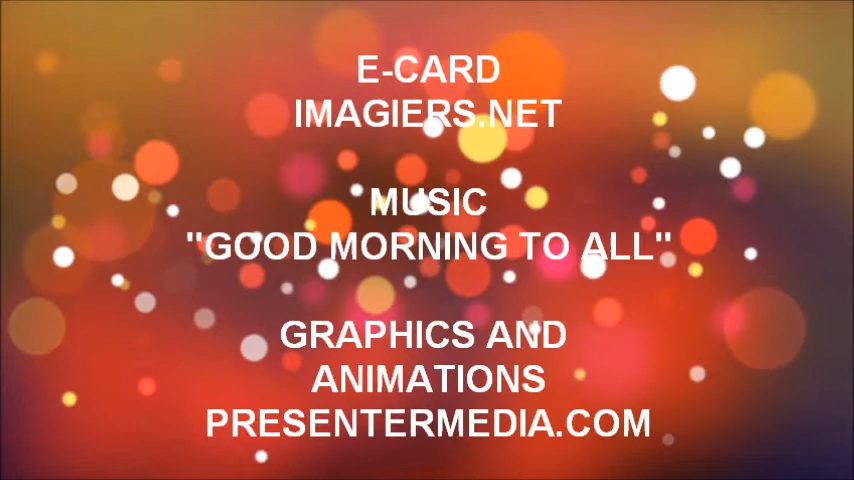 E-CARD
IMAGIERS.NET
MUSIC
"GOOD MORNING TO ALL"
GRAPHICS AND
ANIMATIONS
PRESENTERMEDIA.COM